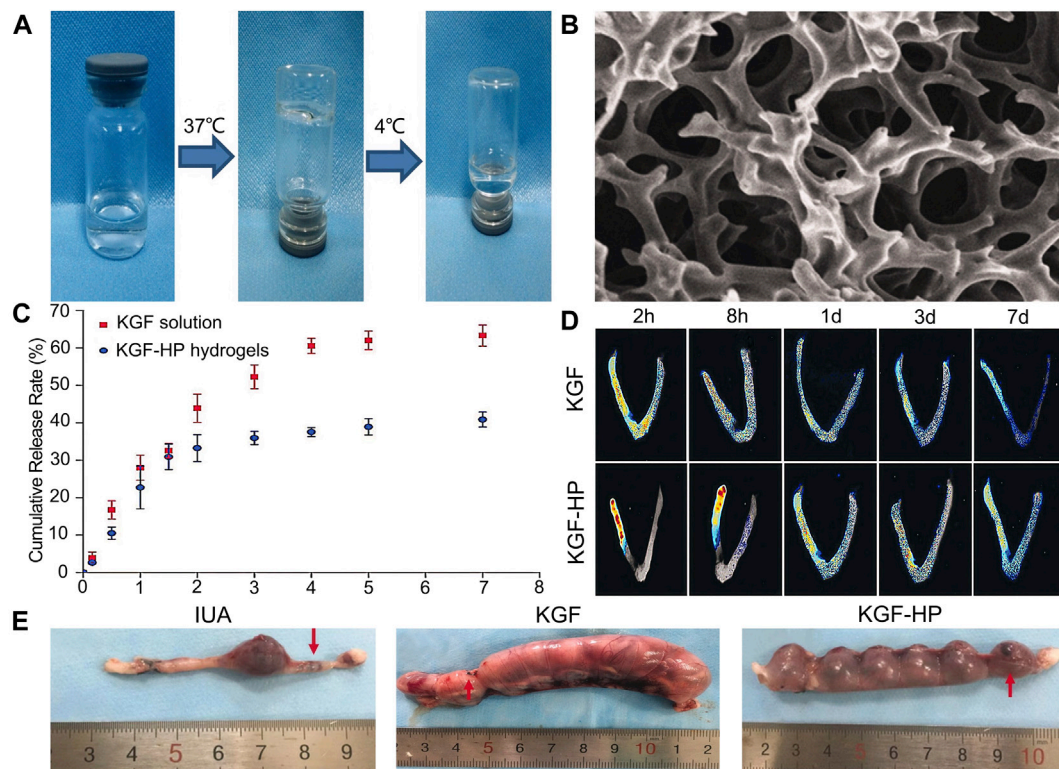 A
37℃
4℃
B
C
Cumulative Release Rate (%)
70
60
50
40
30
20
10
0
KGF solution
KGF-HP hydrogels
0 1 2 3 4 5 6 7 8
D
2h 8h 1d 3d 7d
KGF
KGF-HP
E
IUA KGF KGF-HP
3 4 5 6 7 8 9
3 4 5 6 7 8 9 10 1 2
2 3 4 5 6 7 8 9 10